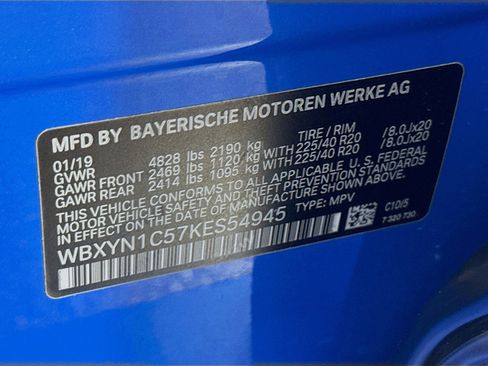 MFD BY BAYERISCHE MOTOREN WERKE AG
01/19 TIRE / RIM
GVWR 4828 lbs 2190 kg
GAWR FRONT 2469 lbs 1120 kg WITH 225/40 R20 /8.0Jx20
GAWR REAR 2414 lbs 1095 kg WITH 225/40 R20 /8.0Jx20
THIS VEHICLE CONFORMS TO ALL APPLICABLE U.S. FEDERAL
MOTOR VEHICLE SAFETY, BUMPER, AND THEFT PREVENTION
STANDARDS IN EFFECT ON THE DATE OF MANUFACTURE SHOWN ABOVE.
WBXYN1C57KES54945 TYPE: MPV
C10/5
7 320 730